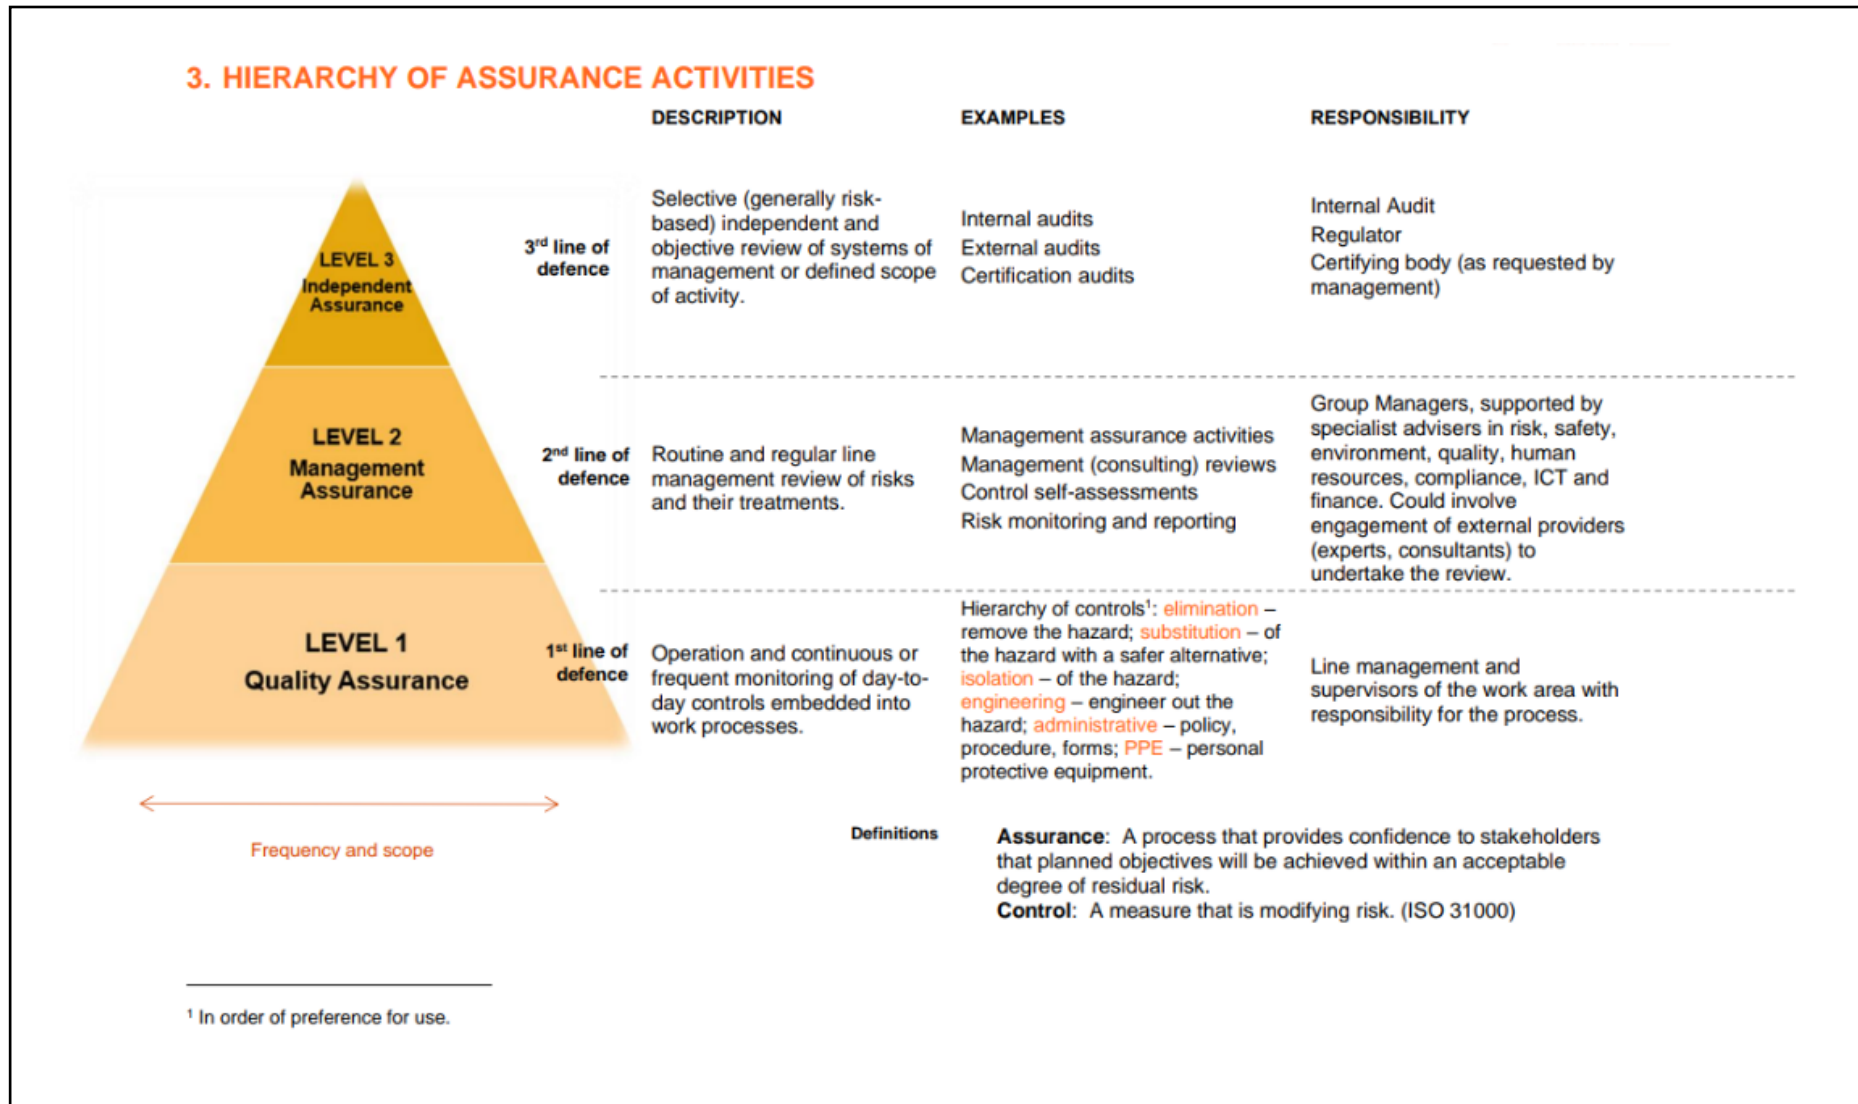 3. HIERARCHY OF ASSURANCE ACTIVITIES
DESCRIPTION
EXAMPLES
RESPONSIBILITY
LEVEL 3
Independent
Assurance
3rd line of
defence
Selective (generally risk-
based) independent and
objective review of systems of
management or defined scope
of activity.
Internal audits
External audits
Certification audits
Internal Audit
Regulator
Certifying body (as requested by
management)
LEVEL 2
Management
Assurance
2nd line of
defence
Routine and regular line
management review of risks
and their treatments.
Management assurance activities
Management (consulting) reviews
Control self-assessments
Risk monitoring and reporting
Group Managers, supported by
specialist advisers in risk, safety,
environment, quality, human
resources, compliance, ICT and
finance. Could involve
engagement of external providers
(experts, consultants) to
undertake the review.
LEVEL 1
Quality Assurance
1st line of
defence
Operation and continuous or
frequent monitoring of day-to-
day controls embedded into
work processes.
Hierarchy of controls1: elimination –
remove the hazard; substitution – of
the hazard with a safer alternative;
isolation – of the hazard;
engineering – engineer out the
hazard; administrative – policy,
procedure, forms; PPE – personal
protective equipment.
Line management and
supervisors of the work area with
responsibility for the process.
Frequency and scope
Definitions
Assurance: A process that provides confidence to stakeholders
that planned objectives will be achieved within an acceptable
degree of residual risk.
Control: A measure that is modifying risk. (ISO 31000)
1 In order of preference for use.